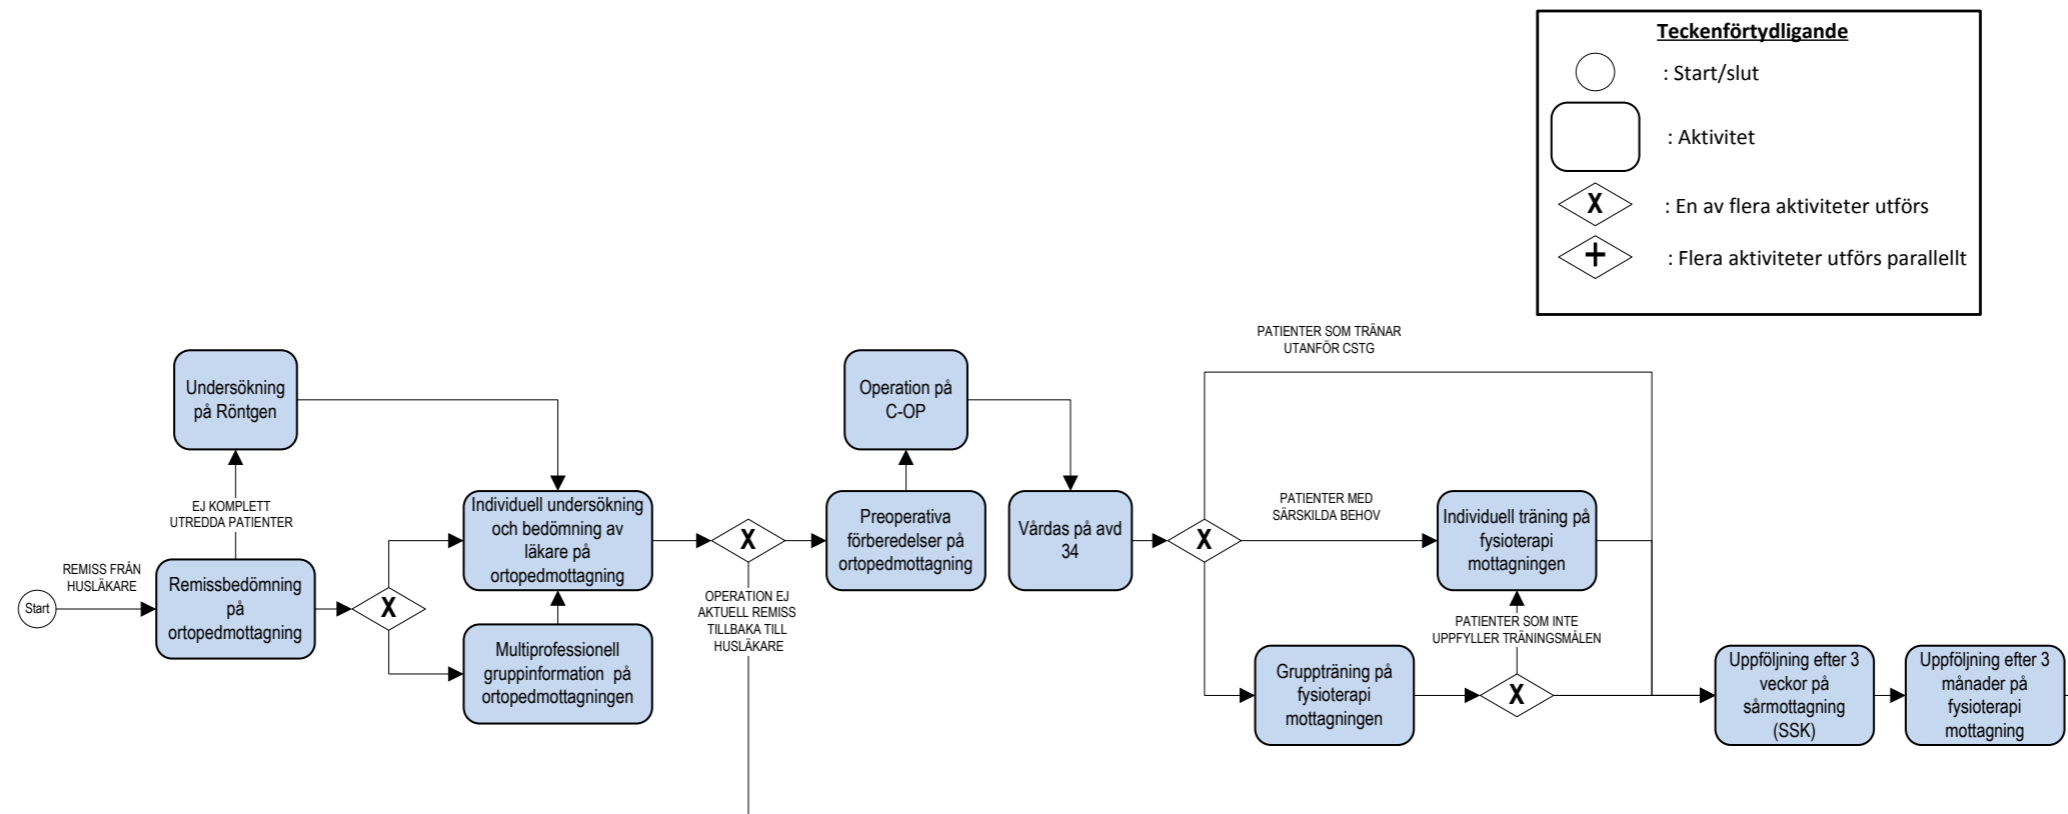 Teckenförtydligande
: Start/slut
: Aktivitet
X
: En av flera aktiviteter utförs
+
: Flera aktiviteter utförs parallellt
Start
REMISS FRÅN
HUSLÄKARE
Remissbedömning
på
ortopedmottagning
EJ KOMPLETT
UTREDDA PATIENTER
Undersökning
på Röntgen
X
Individuell undersökning
och bedömning av
läkare på
ortopedmottagning
Multiprofessionell
gruppinformation på
ortopedmottagningen
X
OPERATION EJ
AKTUELL REMISS
TILLBAKA TILL
HUSLÄKARE
Preoperativa
förberedelser på
ortopedmottagning
Operation på
C-OP
Vårdas på avd
34
X
PATIENTER SOM TRÄNAR
UTANFÖR CSTG
PATIENTER MED
SÄRSKILDA BEHOV
Individuell träning på
fysioterapi
mottagningen
Gruppträning på
fysioterapi
mottagningen
X
PATIENTER SOM INTE
UPPFYLLER TRÄNINGSMÅLEN
Uppföljning efter 3
veckor på
sårmottagning
(SSK)
Uppföljning efter 3
månader på
fysioterapi
mottagning